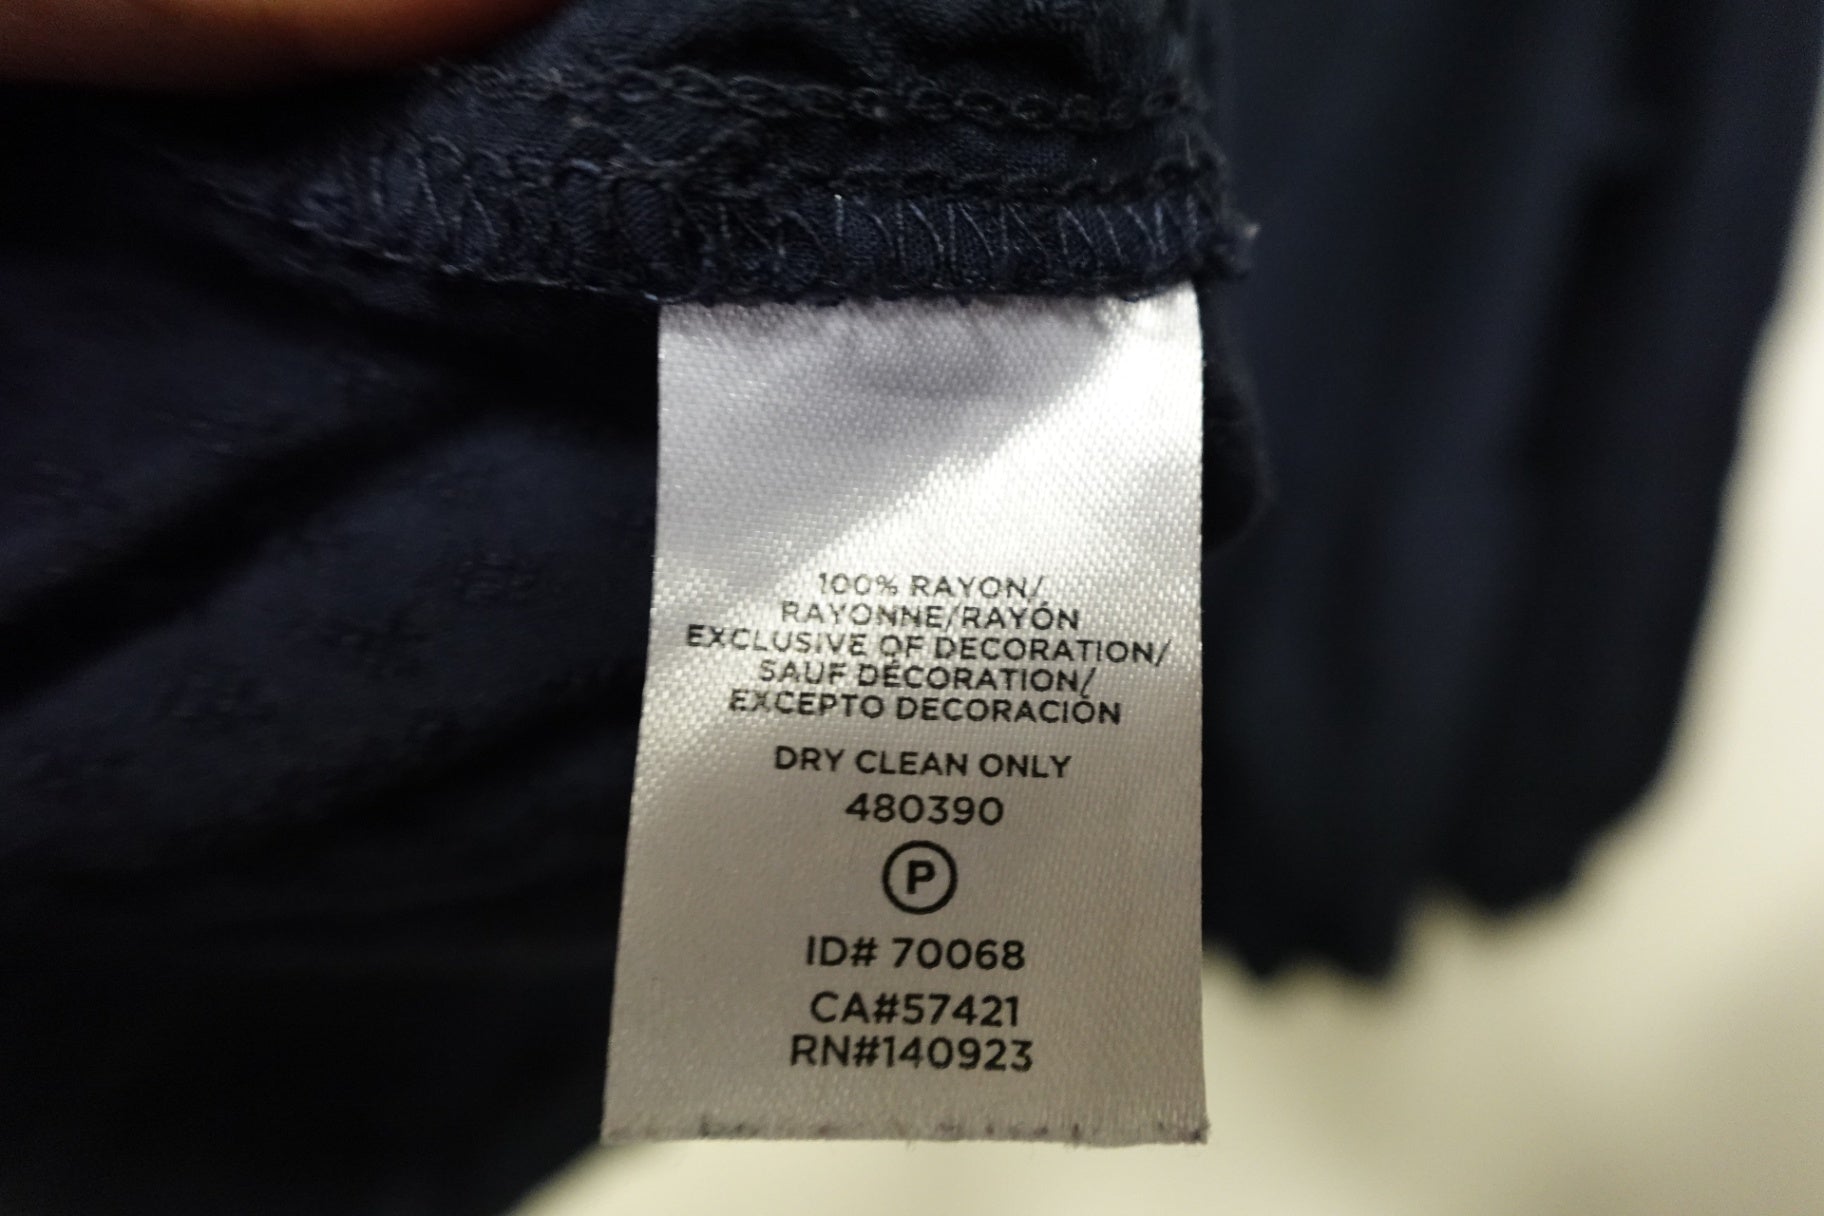 100% RAYON/
RAYONNE/RAYÓN
EXCLUSIVE OF DECORATION/
SAUF DÉCORATION/
EXCEPTO DECORACIÓN
DRY CLEAN ONLY
480390
P
ID# 70068
CA#57421
RN#140923